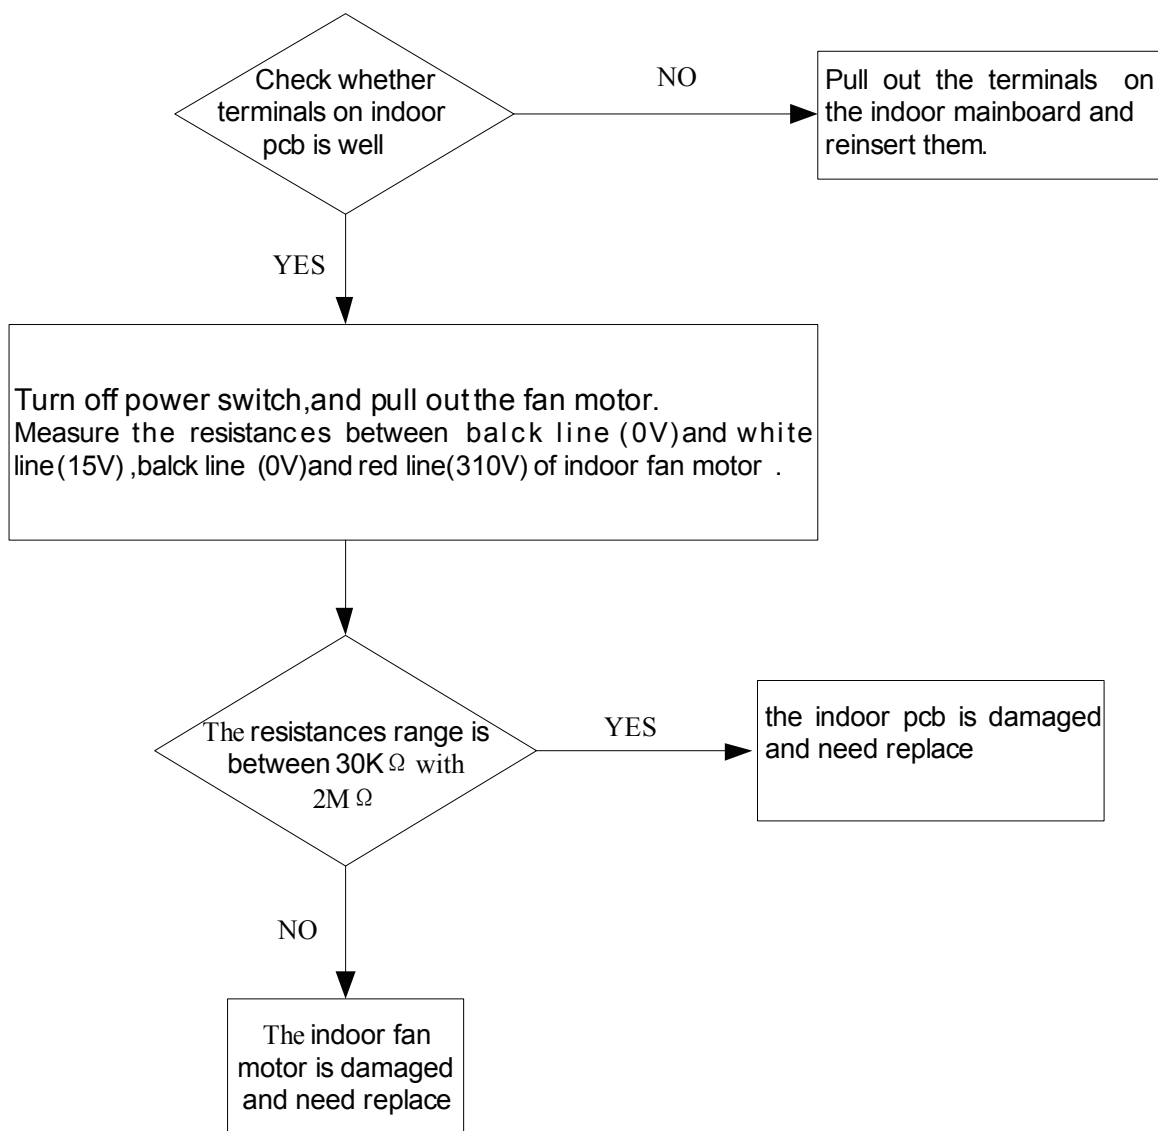 Check whether
terminals on indoor
pcb is well
NO
Pull out the terminals on
the indoor mainboard and
reinsert them.
YES
Turn off power switch,and pull out the fan motor.
Measure the resistances between balck line (0V)and white
line(15V) ,balck line (0V)and red line(310V) of indoor fan motor .
The resistances range is
between 30K Ω with
2M Ω
YES
the indoor pcb is damaged
and need replace
NO
The indoor fan
motor is damaged
and need replace